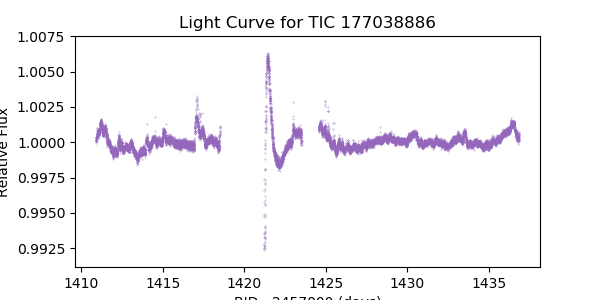 Light Curve for TIC 177038886
Relative Flux
1.0075
1.0050
1.0025
1.0000
0.9975
0.9950
0.9925
1410 1415 1420 1425 1430 1435
BJD - 2457000 (days)